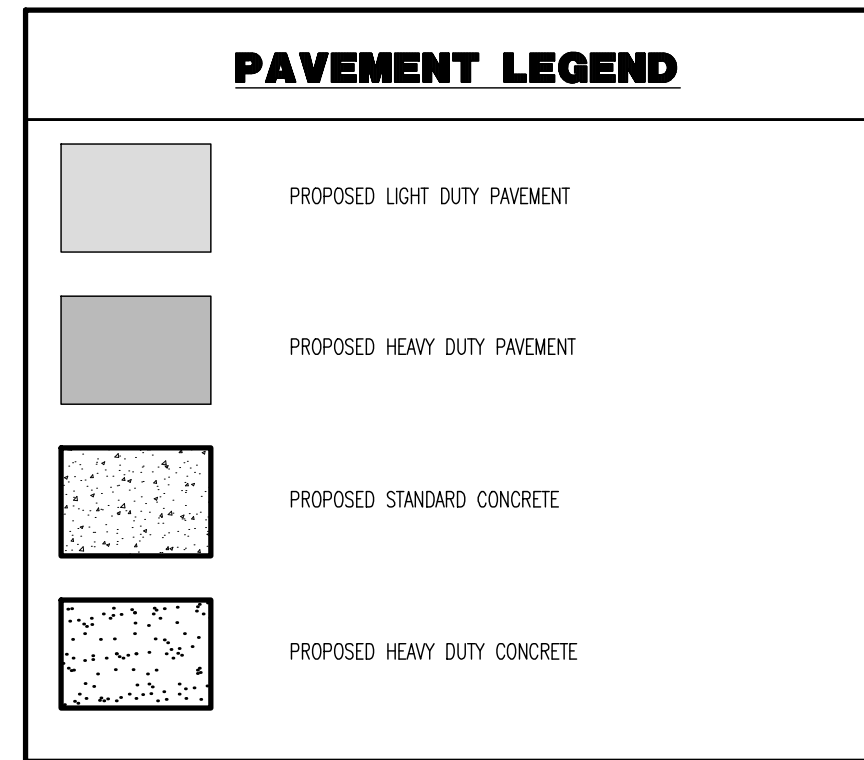 PAVEMENT LEGEND
PROPOSED LIGHT DUTY PAVEMENT
PROPOSED HEAVY DUTY PAVEMENT
PROPOSED STANDARD CONCRETE
PROPOSED HEAVY DUTY CONCRETE